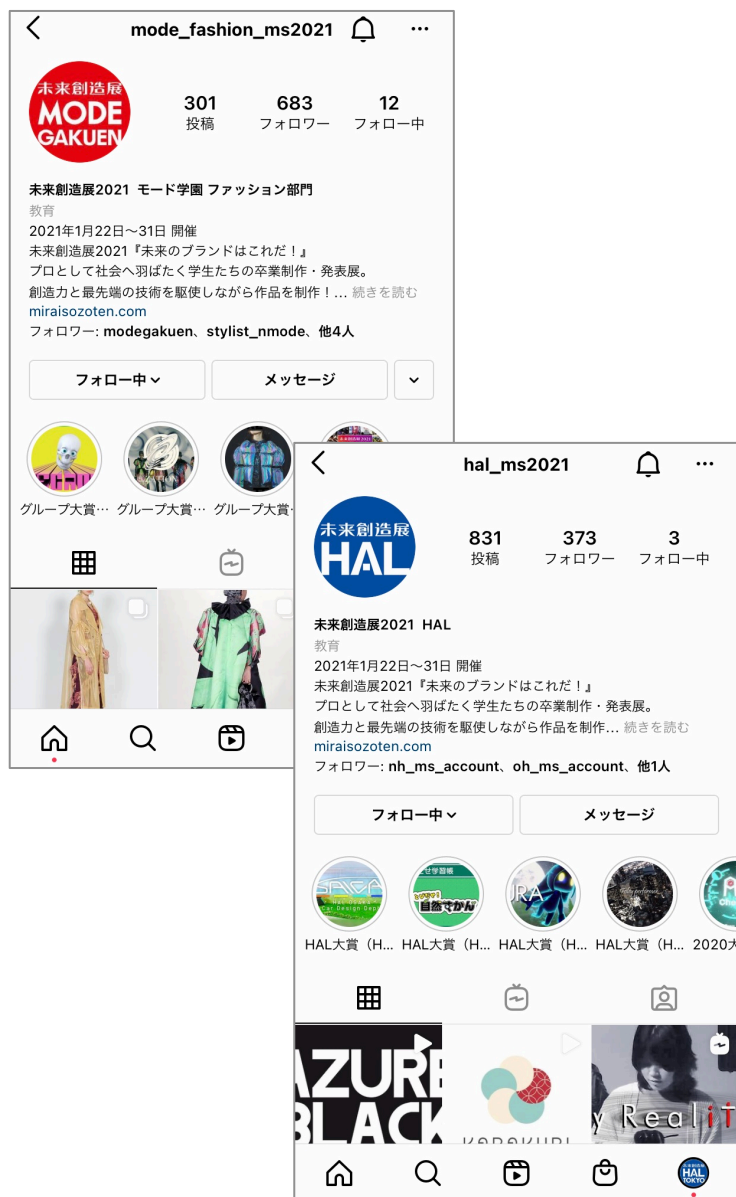 mode_fashion_ms2021
未来創造展
MODE
GAKUEN
301
投稿
683
フォロワー
12
フォロー中
未来創造展2021 モード学園 ファッション部門
教育
2021年1月22日〜31日 開催
未来創造展2021『未来のブランドはこれだ！』
プロとして社会へ羽ばたく学生たちの卒業制作・発表展。
創造力と最先端の技術を駆使しながら作品を制作！... 続きを読む
miraisozoten.com
フォロワー: modegakuen、stylist_nmode、他4人
フォロー中
メッセージ
グループ大賞… グループ大賞… グループ大賞
hal_ms2021
未来創造展
HAL
831
投稿
373
フォロワー
3
フォロー中
未来創造展2021 HAL
教育
2021年1月22日〜31日 開催
未来創造展2021『未来のブランドはこれだ！』
プロとして社会へ羽ばたく学生たちの卒業制作・発表展。
創造力と最先端の技術を駆使しながら作品を制作... 続きを読む
miraisozoten.com
フォロワー: nh_ms_account、oh_ms_account、他1人
フォロー中
メッセージ
HAL大賞（H... HAL大賞（H... HAL大賞（H... HAL大賞（H... 2020大
AZURE
BLACK
KARAKURI
y RealiT
未来創造展
HAL
TOKYO